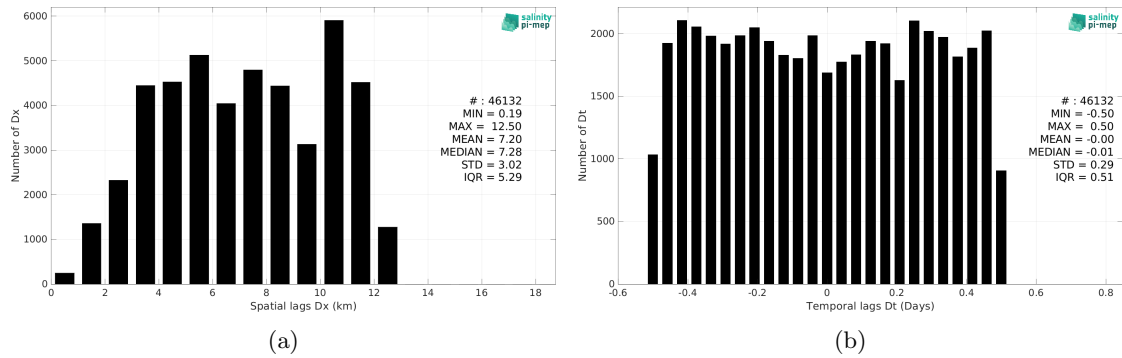 6000
5000
4000
3000
2000
1000
0
Number of Dx
0 2 4 6 8 10 12 14 16 18
Spatial lags Dx (km)
salinity
pi-mep
# : 46132
MIN = 0.19
MAX = 12.50
MEAN = 7.20
MEDIAN = 7.28
STD = 3.02
IQR = 5.29
(a)
2000
1500
1000
500
0
Number of Dt
-0.6 -0.4 -0.2 0 0.2 0.4 0.6 0.8
Temporal lags Dt (Days)
salinity
pi-mep
# : 46132
MIN = -0.50
MAX = 0.50
MEAN = -0.00
MEDIAN = -0.01
STD = 0.29
IQR = 0.51
(b)